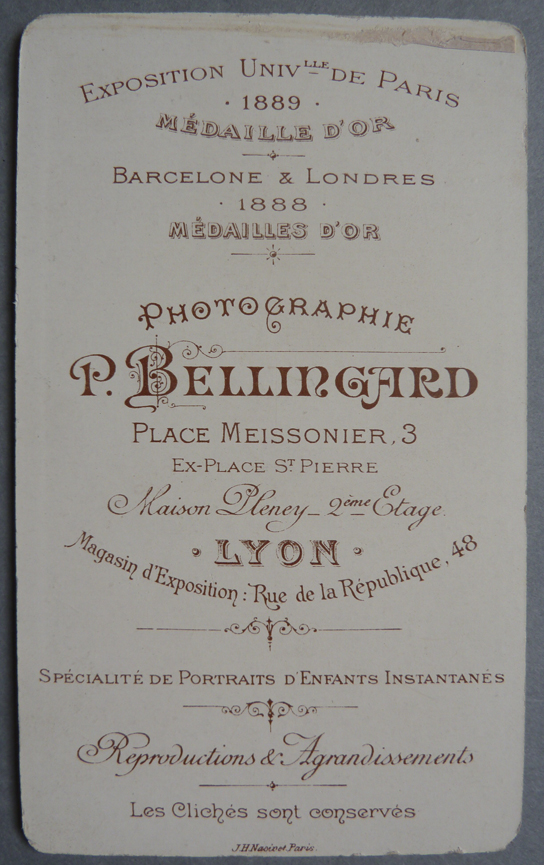 Exposition Univlle de Paris
· 1889 ·
Médaille d'Or
Barcelone & Londres
· 1888 ·
Médailles d'Or
Photographie
P. Bellingard
Place Meissonier, 3
Ex-Place St Pierre
Maison Pleney _ 2ème Etage.
· Lyon ·
Magasin d'Exposition : Rue de la République, 48
Spécialité de Portraits d'Enfants Instantanés
Réproductions & Agrandissements
Les Clichés sont conservés
J.H Nacivet Paris.